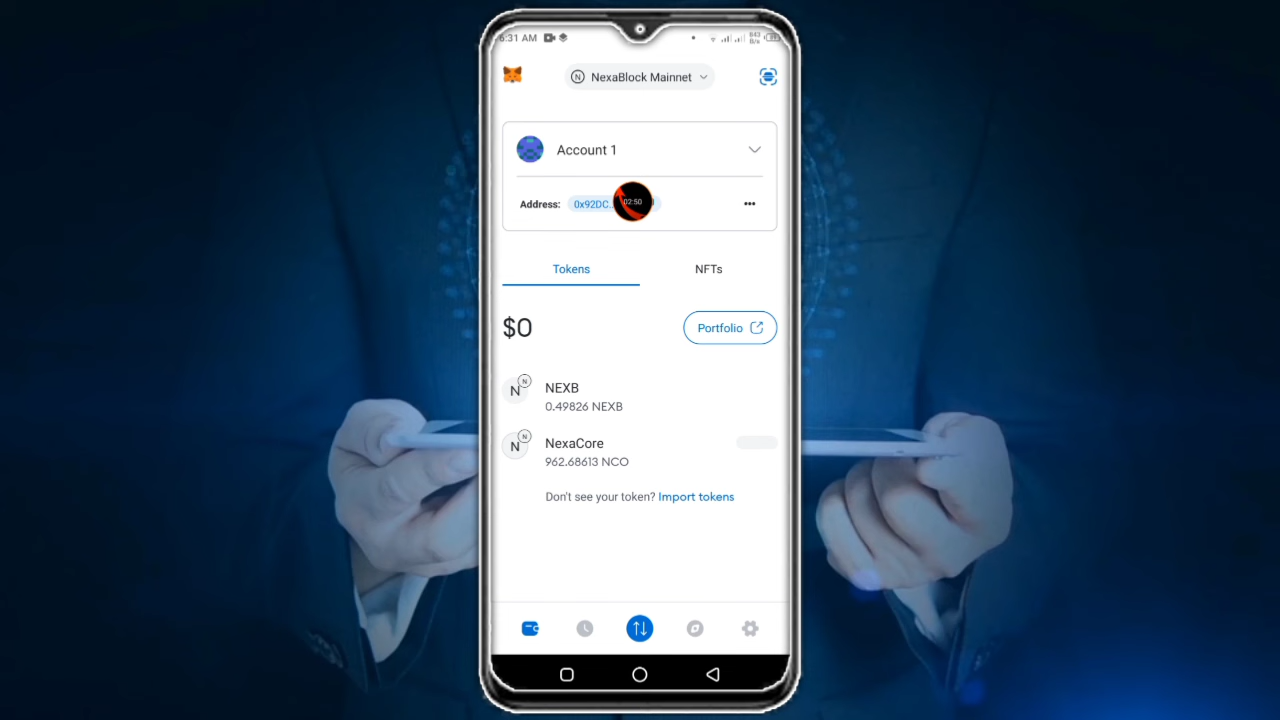 6:31 AM
843 B/s
NexaBlock Mainnet
Account 1
Address: 0x92DC..
02:50
Tokens
NFTs
$0
Portfolio
N
N
NEXB
0.49826 NEXB
N
N
NexaCore
962.68613 NCO
Don't see your token? Import tokens